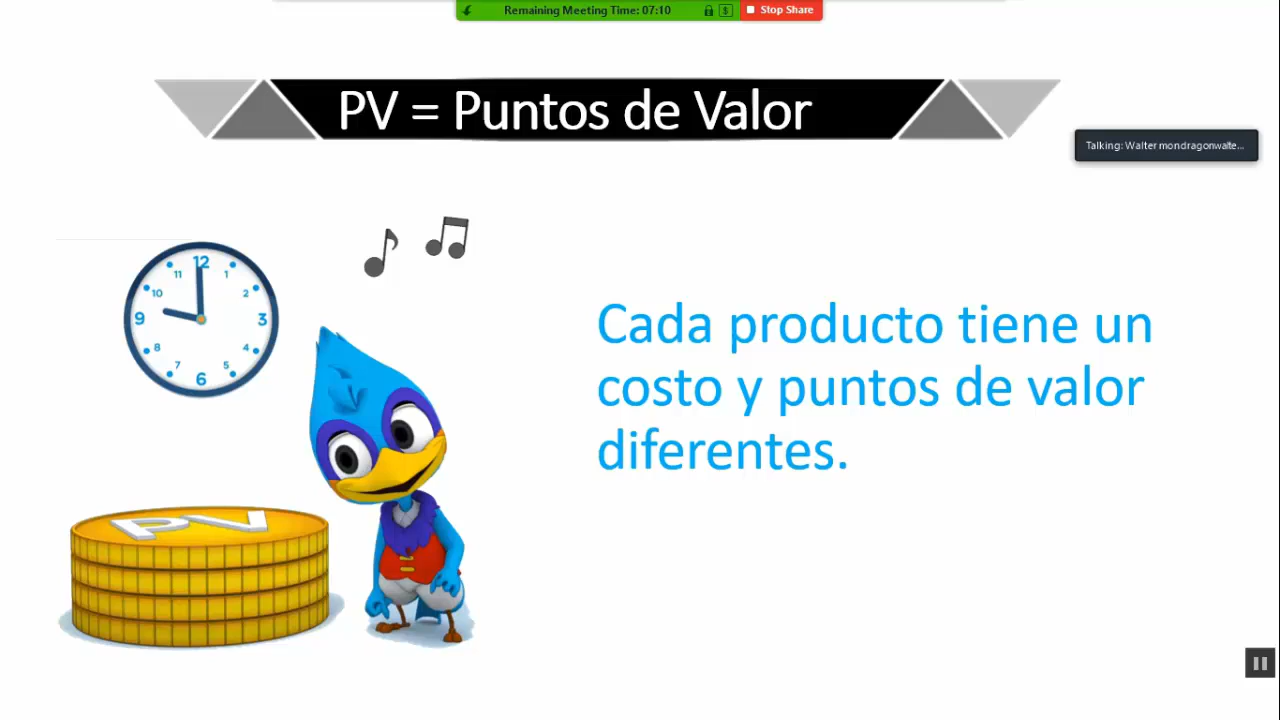 Remaining Meeting Time: 07:10
Stop Share
PV = Puntos de Valor
Talking: Walter mondragonwalte...
12
11
1
10
2
9
3
8
4
7
5
6
Cada producto tiene un
costo y puntos de valor
diferentes.
PV